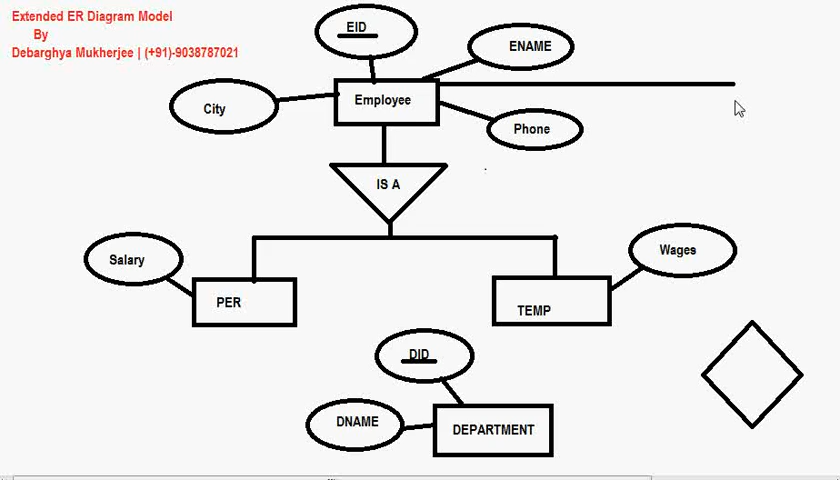 Extended ER Diagram Model
By
Debarghya Mukherjee | (+91)-9038787021
EID
ENAME
City
Employee
Phone
IS A
Salary
Wages
PER
TEMP
DID
DNAME
DEPARTMENT